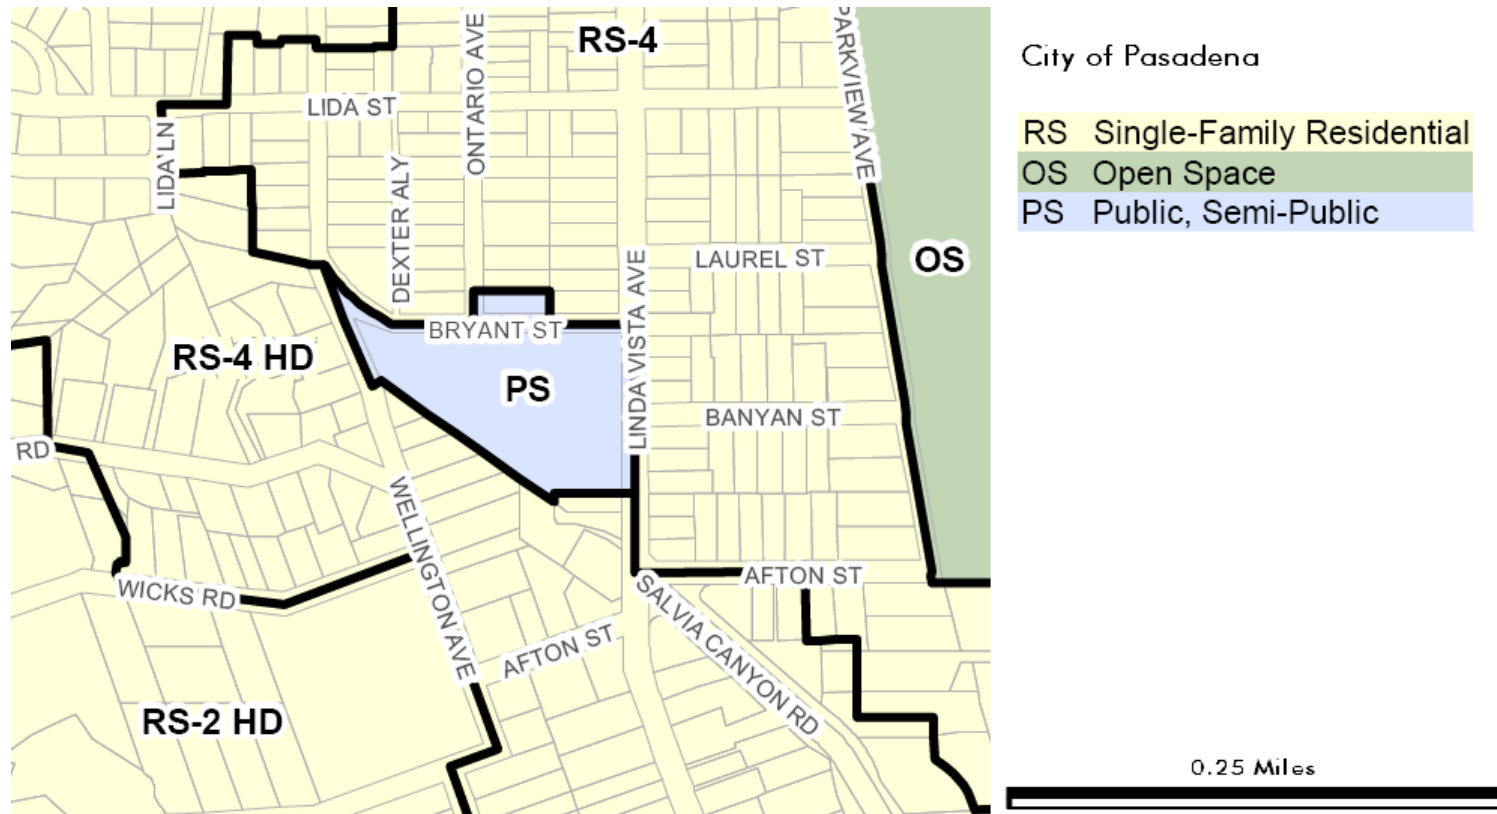 RS-4
ONTARIO AVE
PARKVIEW AVE
LIDA ST
LIDA LN
DEXTER ALY
LAUREL ST
OS
LINDA VISTA AVE
BRYANT ST
RS-4 HD
PS
BANYAN ST
RD
WELLINGTON AVE
WICKS RD
AFTON ST
SALVIA CANYON RD
AFTON ST
RS-2 HD
City of Pasadena
RS Single-Family Residential
OS Open Space
PS Public, Semi-Public
0.25 Miles